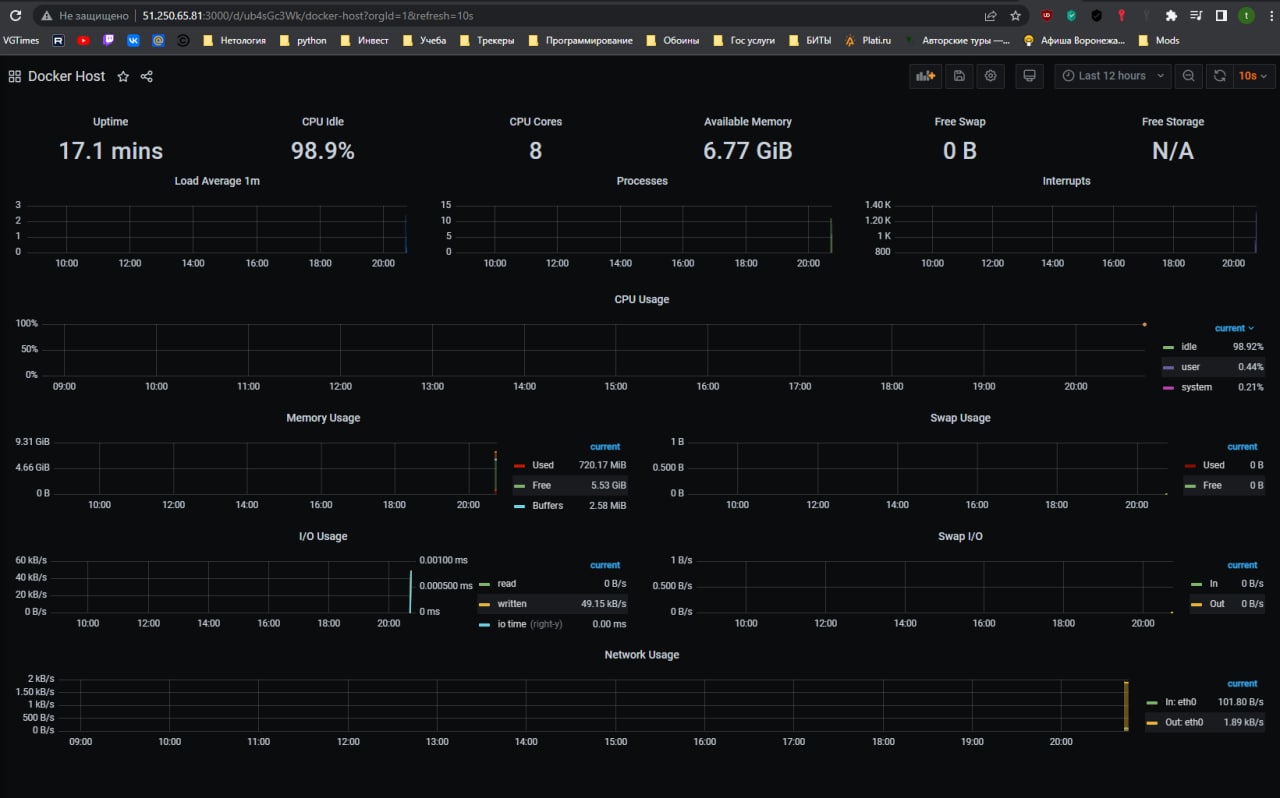 Не защищено 51.250.65.81:3000/d/ub4sGc3Wk/docker-host?orgId=1&refresh=10s
VGTimes Нетология python Инвест Учеба Трекеры Программирование Обоины Гос услуги БИТЫ Plati.ru Авторские туры —... Афиша Воронежа... Mods
Docker Host Last 12 hours 10s
Uptime CPU Idle CPU Cores Available Memory Free Swap Free Storage
17.1 mins 98.9% 8 6.77 GiB 0 B N/A
Load Average 1m Processes Interrupts
3 15 1.40 K
2 10 1.20 K
1 5 1 K
0 0 800
10:00 12:00 14:00 16:00 18:00 20:00 10:00 12:00 14:00 16:00 18:00 20:00 10:00 12:00 14:00 16:00 18:00 20:00
CPU Usage
100% current
50% idle 98.92%
0% user 0.44%
09:00 10:00 11:00 12:00 13:00 14:00 15:00 16:00 17:00 18:00 19:00 20:00 system 0.21%
Memory Usage Swap Usage
9.31 GiB current 1 B current
4.66 GiB Used 720.17 MiB 0.500 B Used 0 B
0 B Free 5.53 GiB 0 B Free 0 B
10:00 12:00 14:00 16:00 18:00 20:00 Buffers 2.58 MiB 10:00 12:00 14:00 16:00 18:00 20:00
I/O Usage Swap I/O
60 kB/s 0.00100 ms current 1 B/s current
40 kB/s 0.000500 ms read 0 B/s 0.500 B/s In 0 B/s
20 kB/s written 49.15 kB/s Out 0 B/s
0 B/s 0 ms 0 B/s
10:00 12:00 14:00 16:00 18:00 20:00 io time (right-y) 0.00 ms 10:00 12:00 14:00 16:00 18:00 20:00
Network Usage
2 kB/s current
1.50 kB/s In: eth0 101.80 B/s
1 kB/s Out: eth0 1.89 kB/s
500 B/s
0 B/s
09:00 10:00 11:00 12:00 13:00 14:00 15:00 16:00 17:00 18:00 19:00 20:00